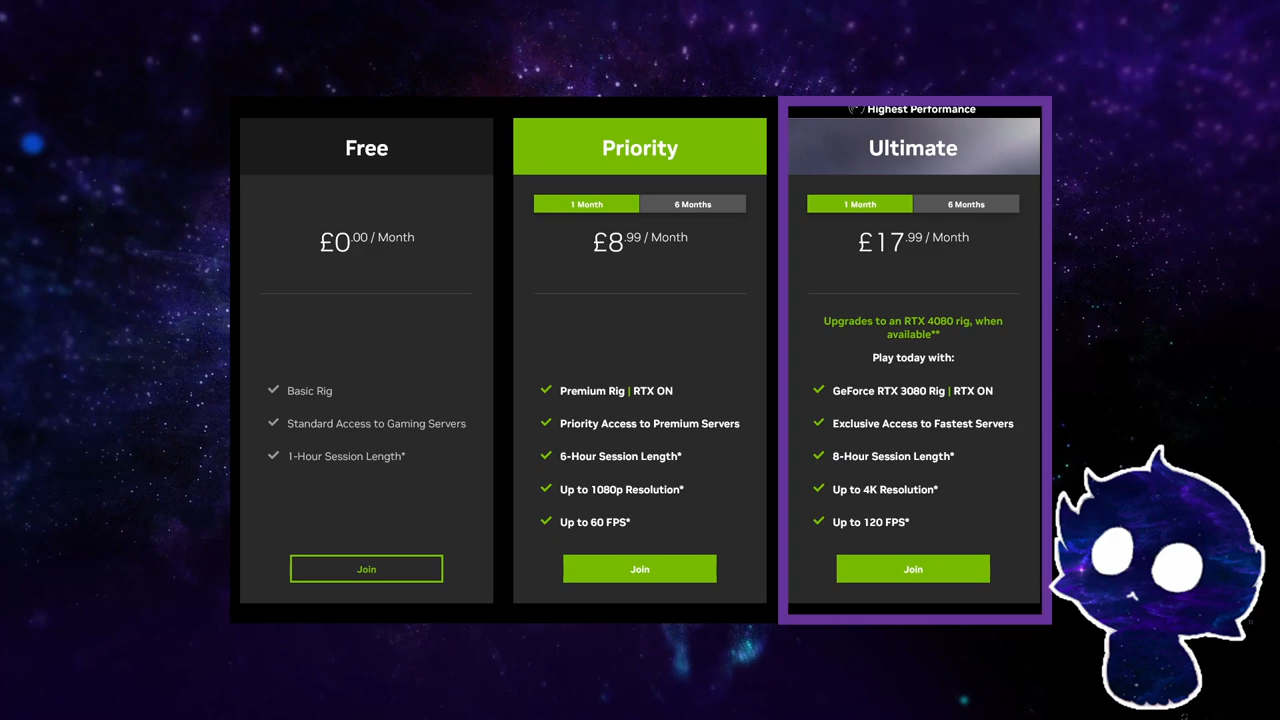 Highest Performance
Free
Priority
Ultimate
1 Month
6 Months
1 Month
6 Months
£0.00 / Month
£8.99 / Month
£17.99 / Month
Upgrades to an RTX 4080 rig, when
available**
Play today with:
Basic Rig
Standard Access to Gaming Servers
1-Hour Session Length*
Premium Rig | RTX ON
Priority Access to Premium Servers
6-Hour Session Length*
Up to 1080p Resolution*
Up to 60 FPS*
GeForce RTX 3080 Rig | RTX ON
Exclusive Access to Fastest Servers
8-Hour Session Length*
Up to 4K Resolution*
Up to 120 FPS*
Join
Join
Join